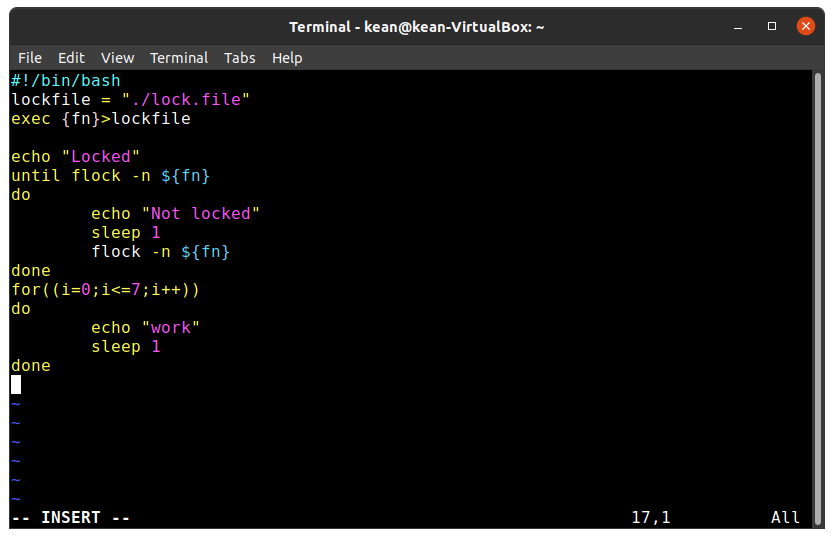 Terminal - kean@kean-VirtualBox: ~
File Edit View Terminal Tabs Help
#!/bin/bash
lockfile = "./lock.file"
exec {fn}>lockfile
echo "Locked"
until flock -n ${fn}
do
        echo "Not locked"
        sleep 1
        flock -n ${fn}
done
for((i=0;i<=7;i++))
do
        echo "work"
        sleep 1
done
~
~
~
~
~
~
-- INSERT -- 17,1 All